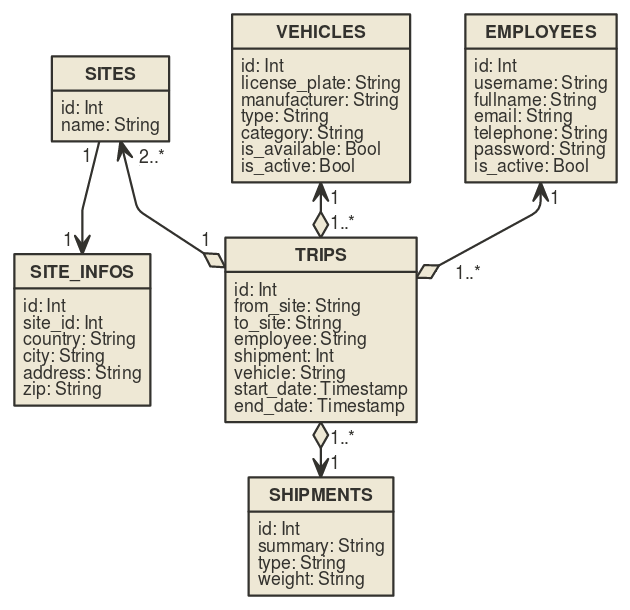 SITES
id: Int
name: String
VEHICLES
id: Int
license_plate: String
manufacturer: String
type: String
category: String
is_available: Bool
is_active: Bool
EMPLOYEES
id: Int
username: String
fullname: String
email: String
telephone: String
password: String
is_active: Bool
1
2..*
1
1
1
1..*
1
1..*
SITE_INFOS
id: Int
site_id: Int
country: String
city: String
address: String
zip: String
TRIPS
id: Int
from_site: String
to_site: String
employee: String
shipment: Int
vehicle: String
start_date: Timestamp
end_date: Timestamp
1..*
1
SHIPMENTS
id: Int
summary: String
type: String
weight: String